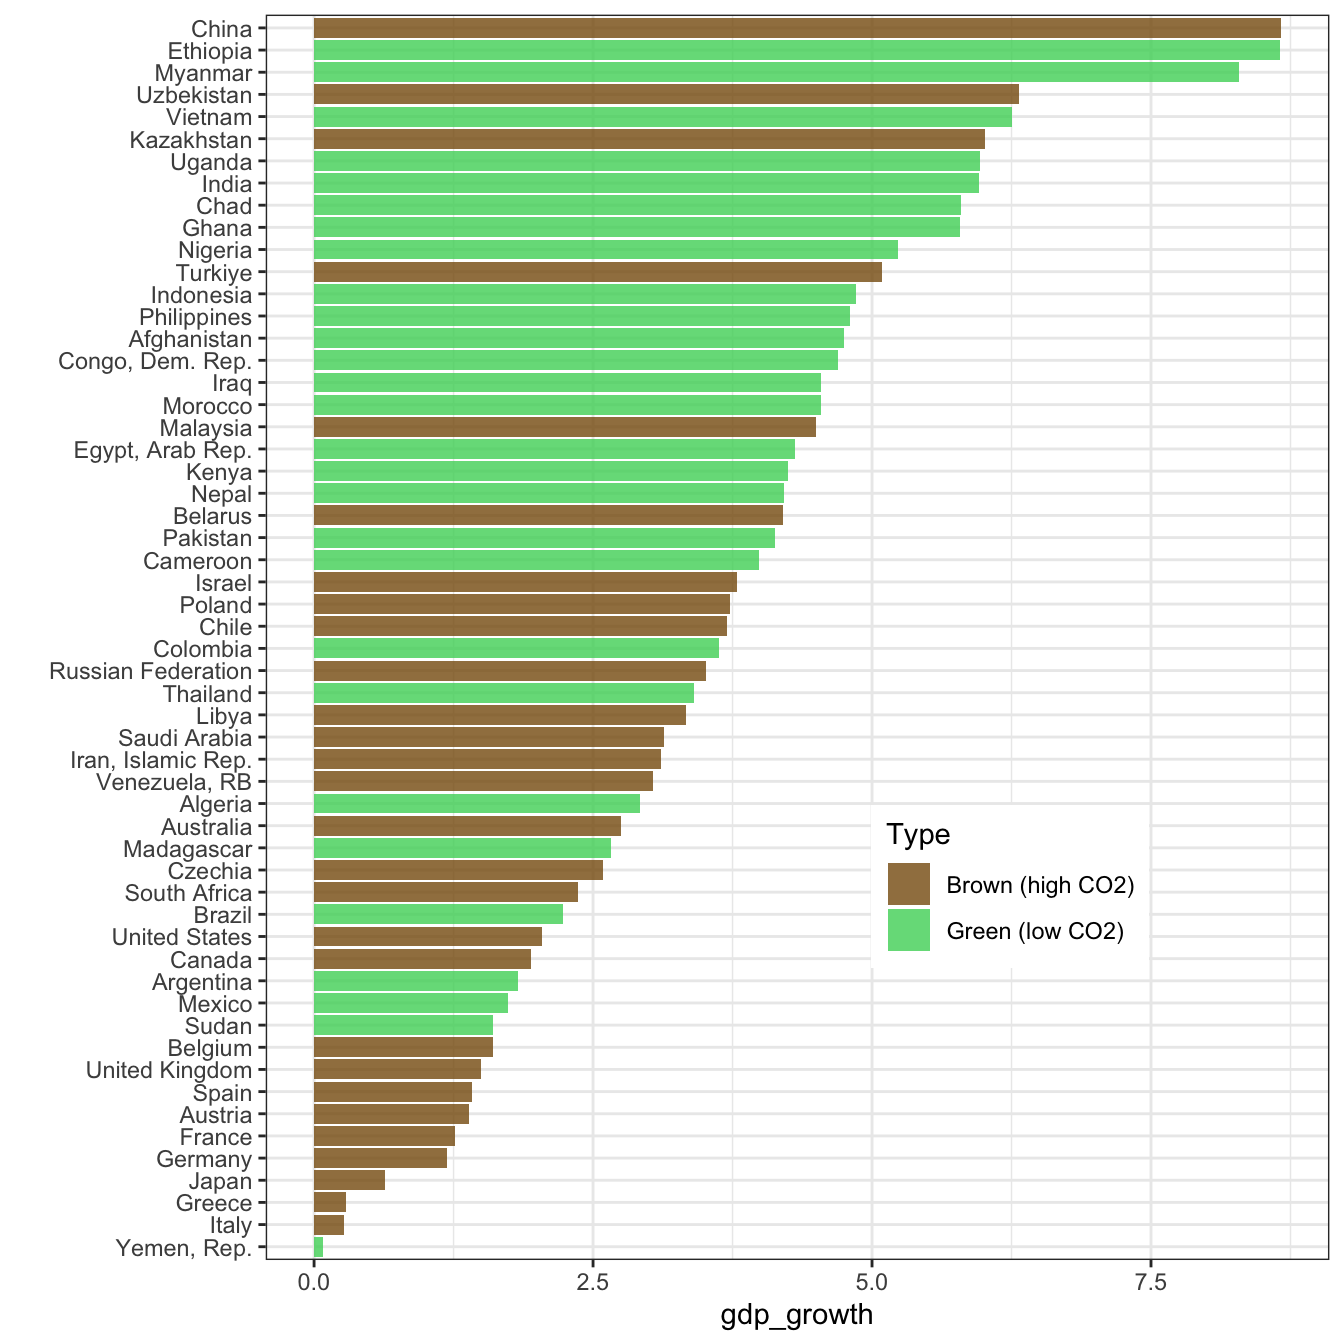 China
Ethiopia
Myanmar
Uzbekistan
Vietnam
Kazakhstan
Uganda
India
Chad
Ghana
Nigeria
Turkiye
Indonesia
Philippines
Afghanistan
Congo, Dem. Rep.
Iraq
Morocco
Malaysia
Egypt, Arab Rep.
Kenya
Nepal
Belarus
Pakistan
Cameroon
Israel
Poland
Chile
Colombia
Russian Federation
Thailand
Libya
Saudi Arabia
Iran, Islamic Rep.
Venezuela, RB
Algeria
Australia
Madagascar
Czechia
South Africa
Brazil
United States
Canada
Argentina
Mexico
Sudan
Belgium
United Kingdom
Spain
Austria
France
Germany
Japan
Greece
Italy
Yemen, Rep.
Type
Brown (high CO2)
Green (low CO2)
0.0 2.5 5.0 7.5
gdp_growth